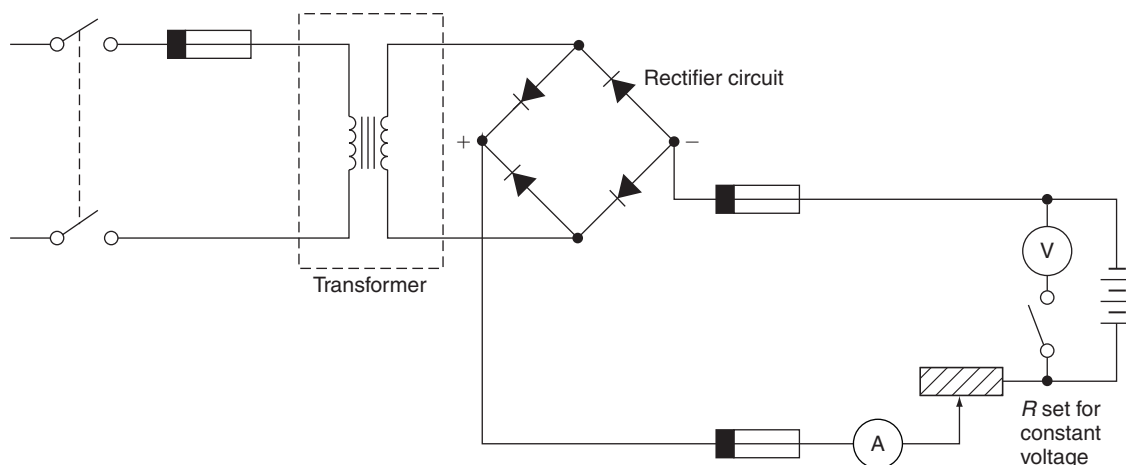 Rectifier circuit
+
−
Transformer
V
A
R set for
constant
voltage